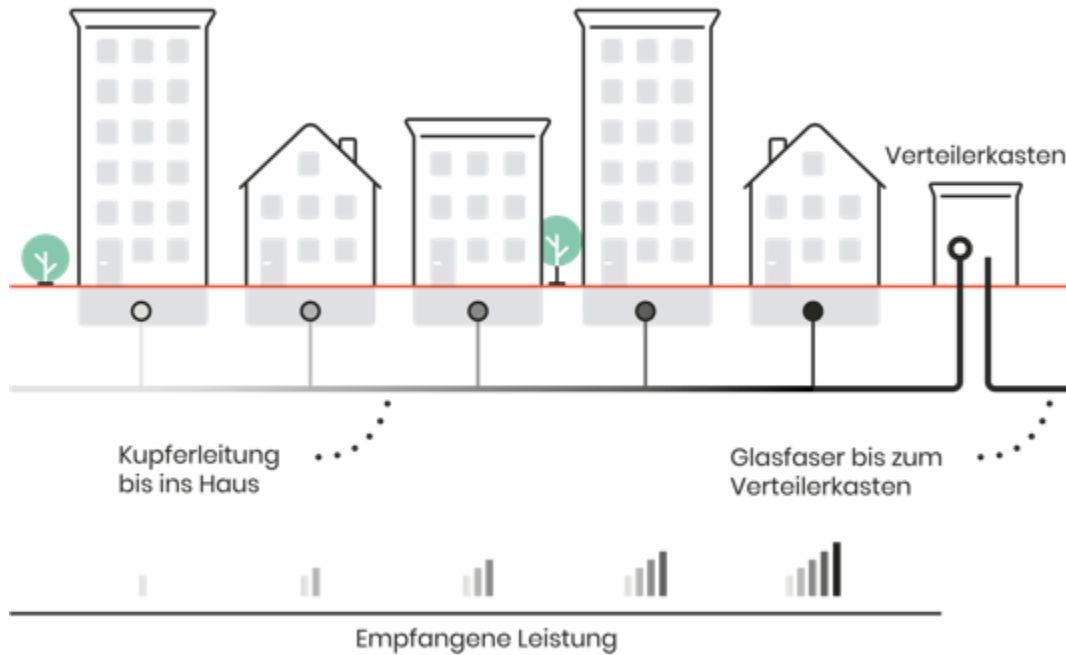 Verteilerkasten
Kupferleitung
bis ins Haus
Glasfaser bis zum
Verteilerkasten
Empfangene Leistung